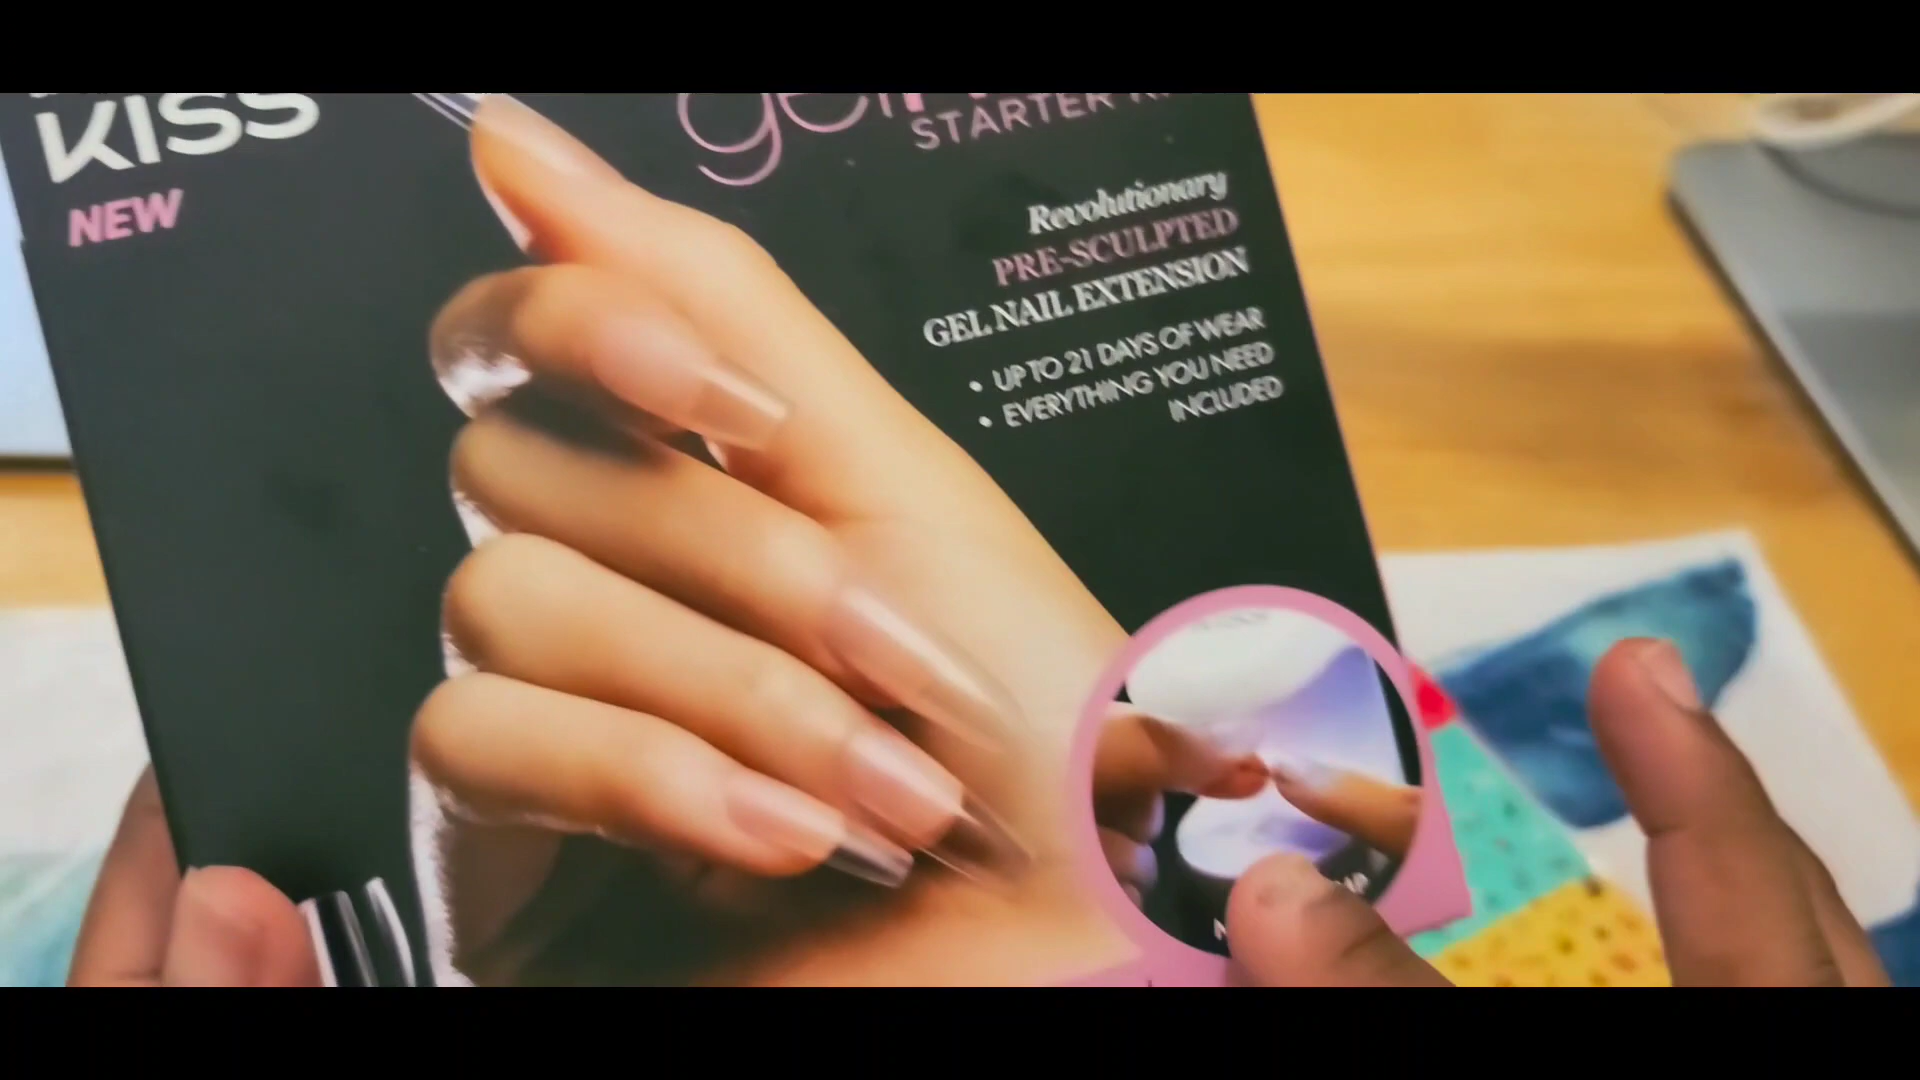 KISS
NEW
STARTER
Revolutionary
PRE-SCULPTED
GEL NAIL EXTENSION
• UP TO 21 DAYS OF WEAR
• EVERYTHING YOU NEED
INCLUDED